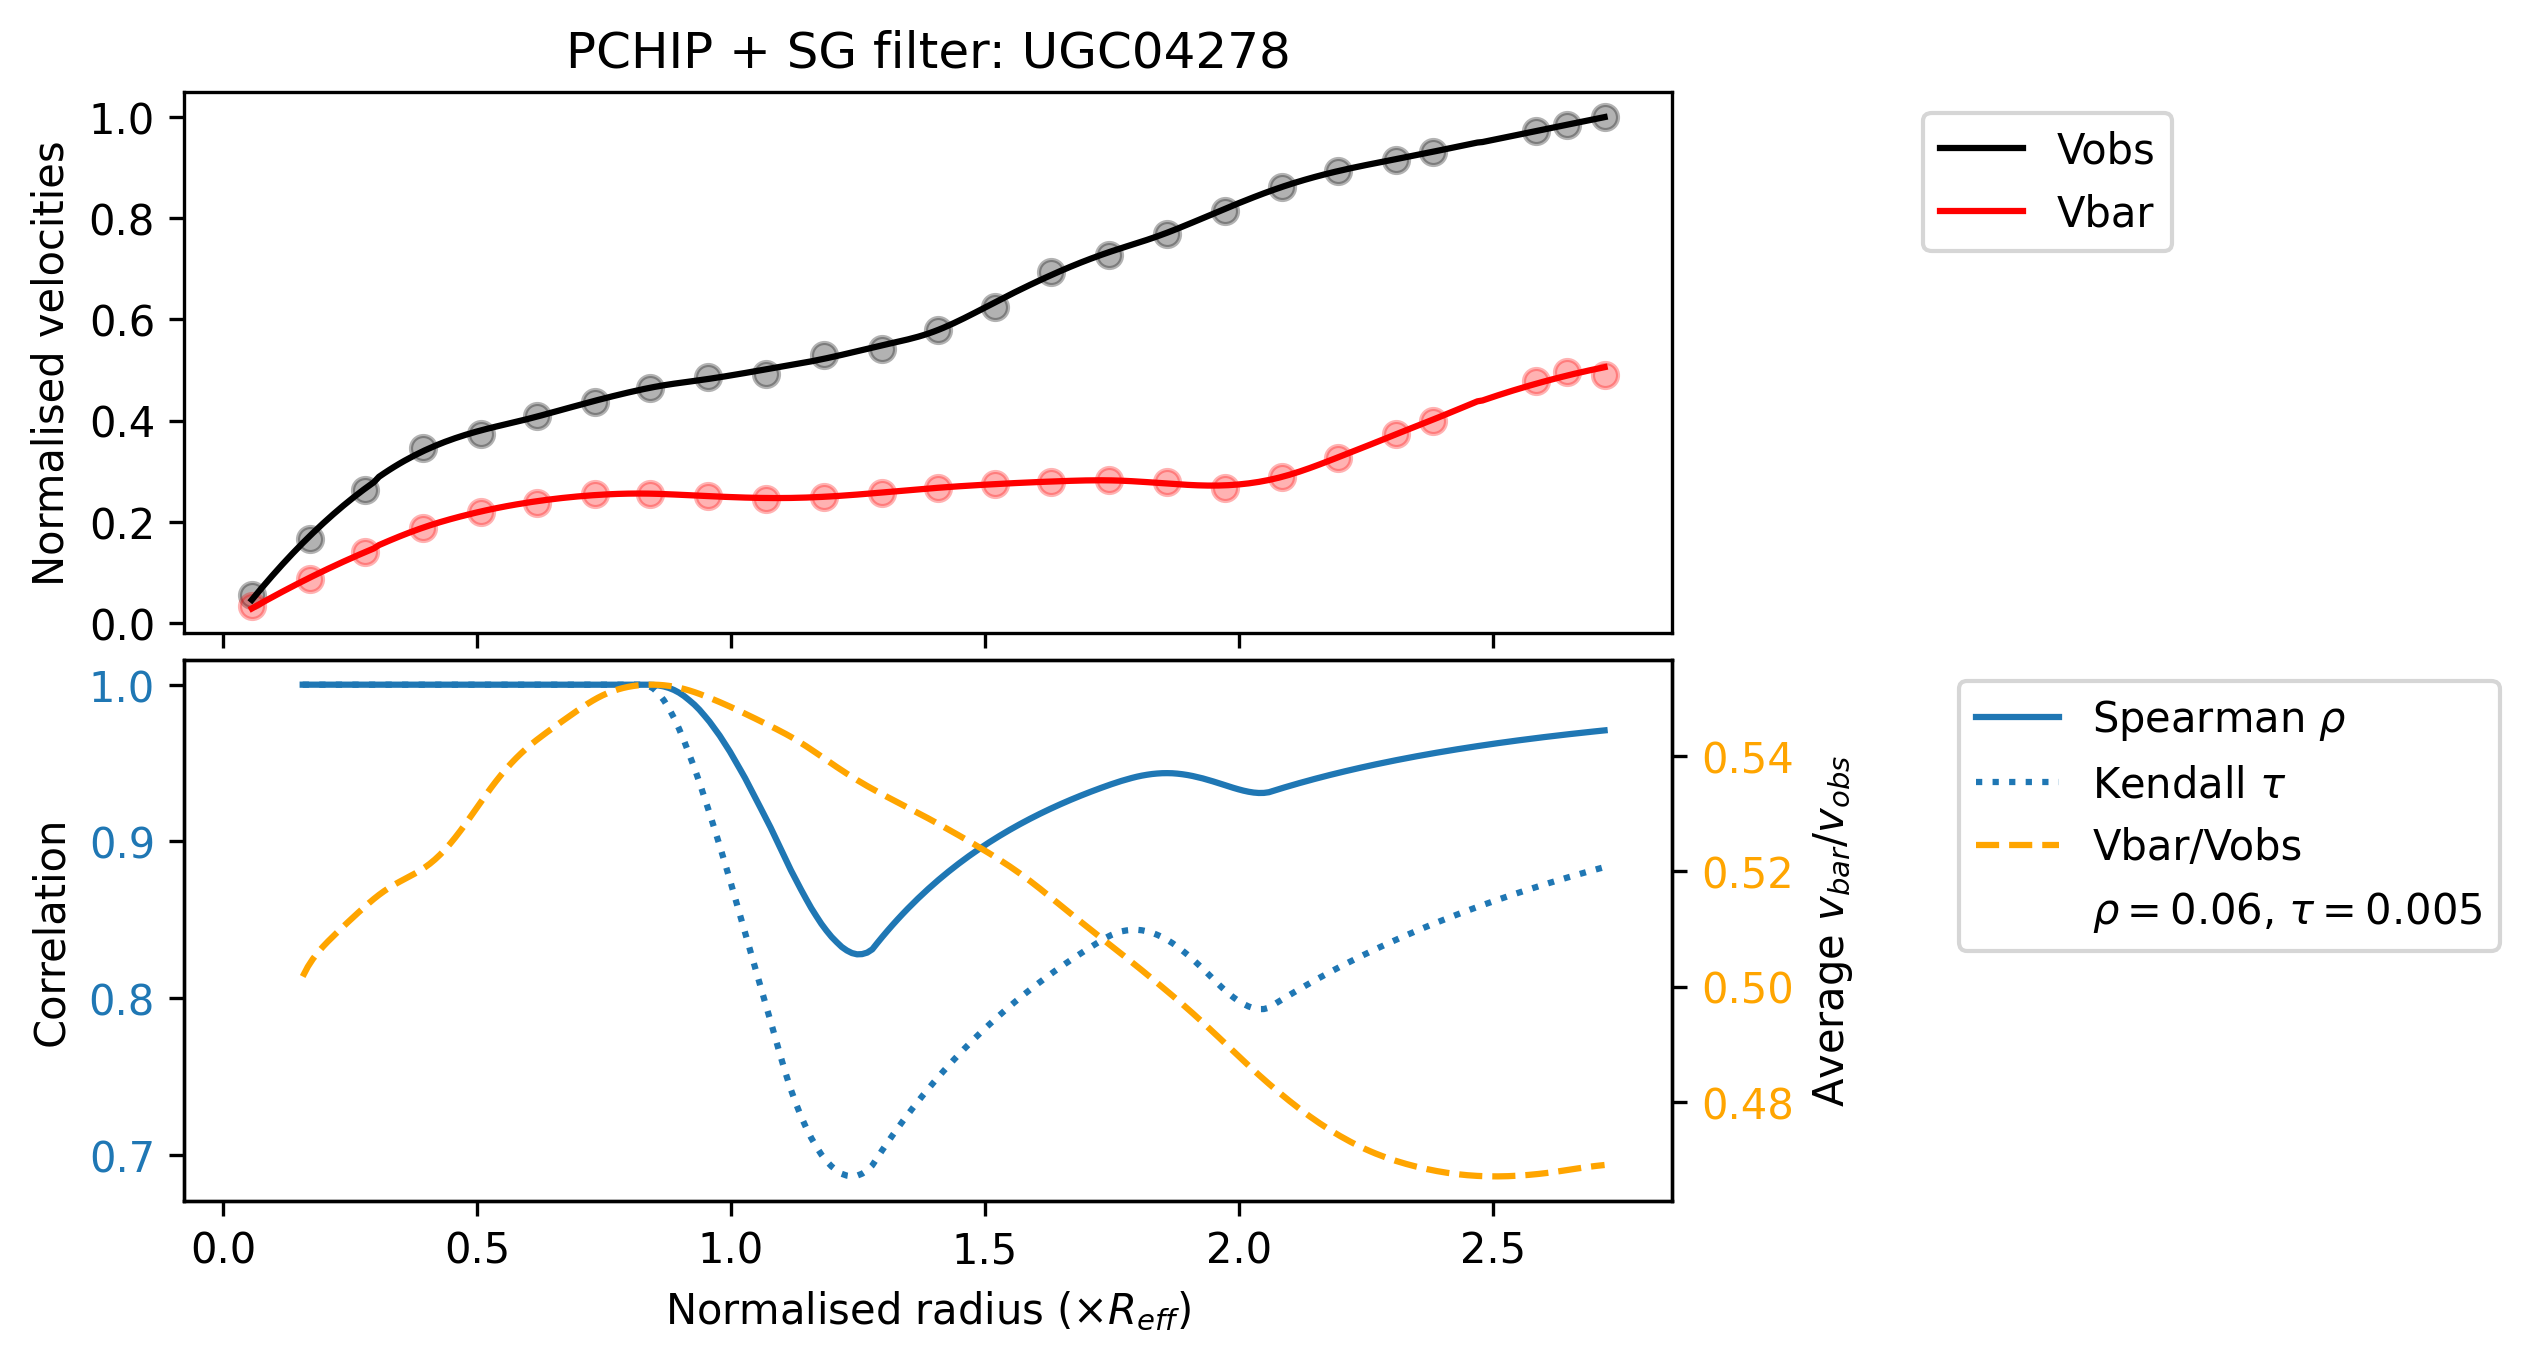 PCHIP + SG filter: UGC04278
Normalised velocities
1.0
0.8
0.6
0.4
0.2
0.0
Vobs
Vbar
Correlation
1.0
0.9
0.8
0.7
0.54
0.52
0.50
0.48
Average v_bar/v_obs
Spearman ρ
Kendall τ
Vbar/Vobs
ρ = 0.06, τ = 0.005
0.0 0.5 1.0 1.5 2.0 2.5
Normalised radius (×R_eff)